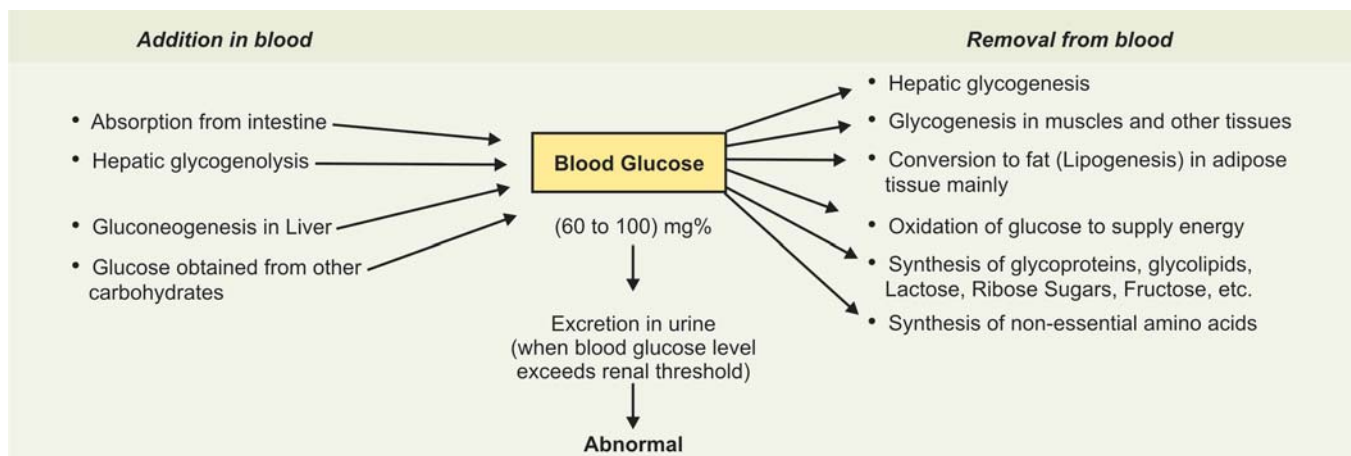 Addition in blood
Removal from blood
• Absorption from intestine
• Hepatic glycogenolysis
• Gluconeogenesis in Liver
• Glucose obtained from other
carbohydrates
Blood Glucose
(60 to 100) mg%
Excretion in urine
(when blood glucose level
exceeds renal threshold)
Abnormal
• Hepatic glycogenesis
• Glycogenesis in muscles and other tissues
• Conversion to fat (Lipogenesis) in adipose
tissue mainly
• Oxidation of glucose to supply energy
• Synthesis of glycoproteins, glycolipids,
Lactose, Ribose Sugars, Fructose, etc.
• Synthesis of non-essential amino acids